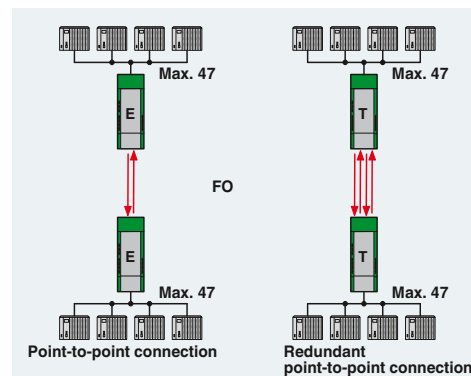 Max. 47
Max. 47
E
T
FO
E
T
Max. 47
Max. 47
Point-to-point connection
Redundant
point-to-point connection